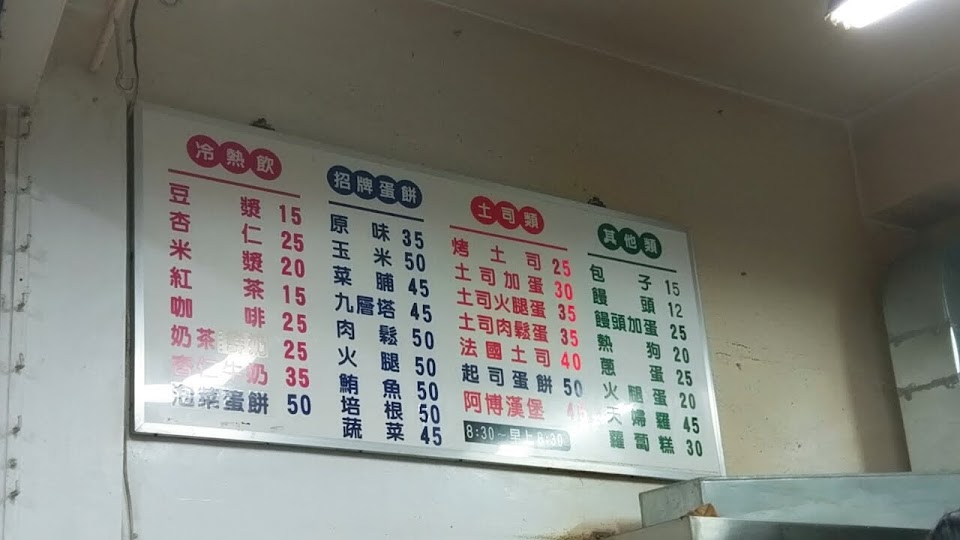 冷熱飲
豆漿 15
杏仁 25
米漿 20
紅茶 15
咖啡 25
奶茶 25
牛奶 35
泡菜蛋餅 50
招牌蛋餅
原味 35
玉米 50
菜脯 45
九層塔 45
肉鬆 50
火腿 50
鮪魚 50
培根 50
蔬菜 45
土司類
烤土司 25
土司加蛋 30
土司火腿蛋 35
土司肉鬆蛋 35
法國土司 40
起司蛋餅 50
阿博漢堡
8:30~早上8:30
其他類
包子 15
饅頭 12
饅頭加蛋 25
熱狗 20
蔥蛋 25
火腿蛋 20
天婦羅 45
蘿蔔糕 30